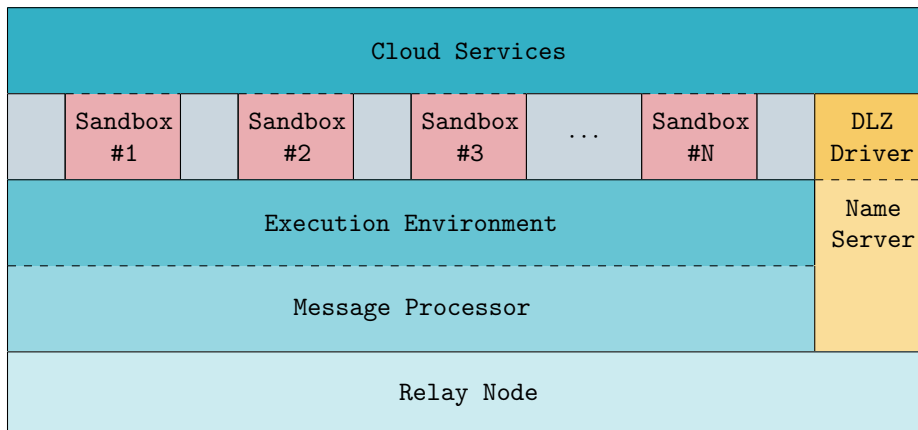 Cloud Services
Sandbox
#1
Sandbox
#2
Sandbox
#3
...
Sandbox
#N
DLZ
Driver
Execution Environment
Name
Server
Message Processor
Relay Node